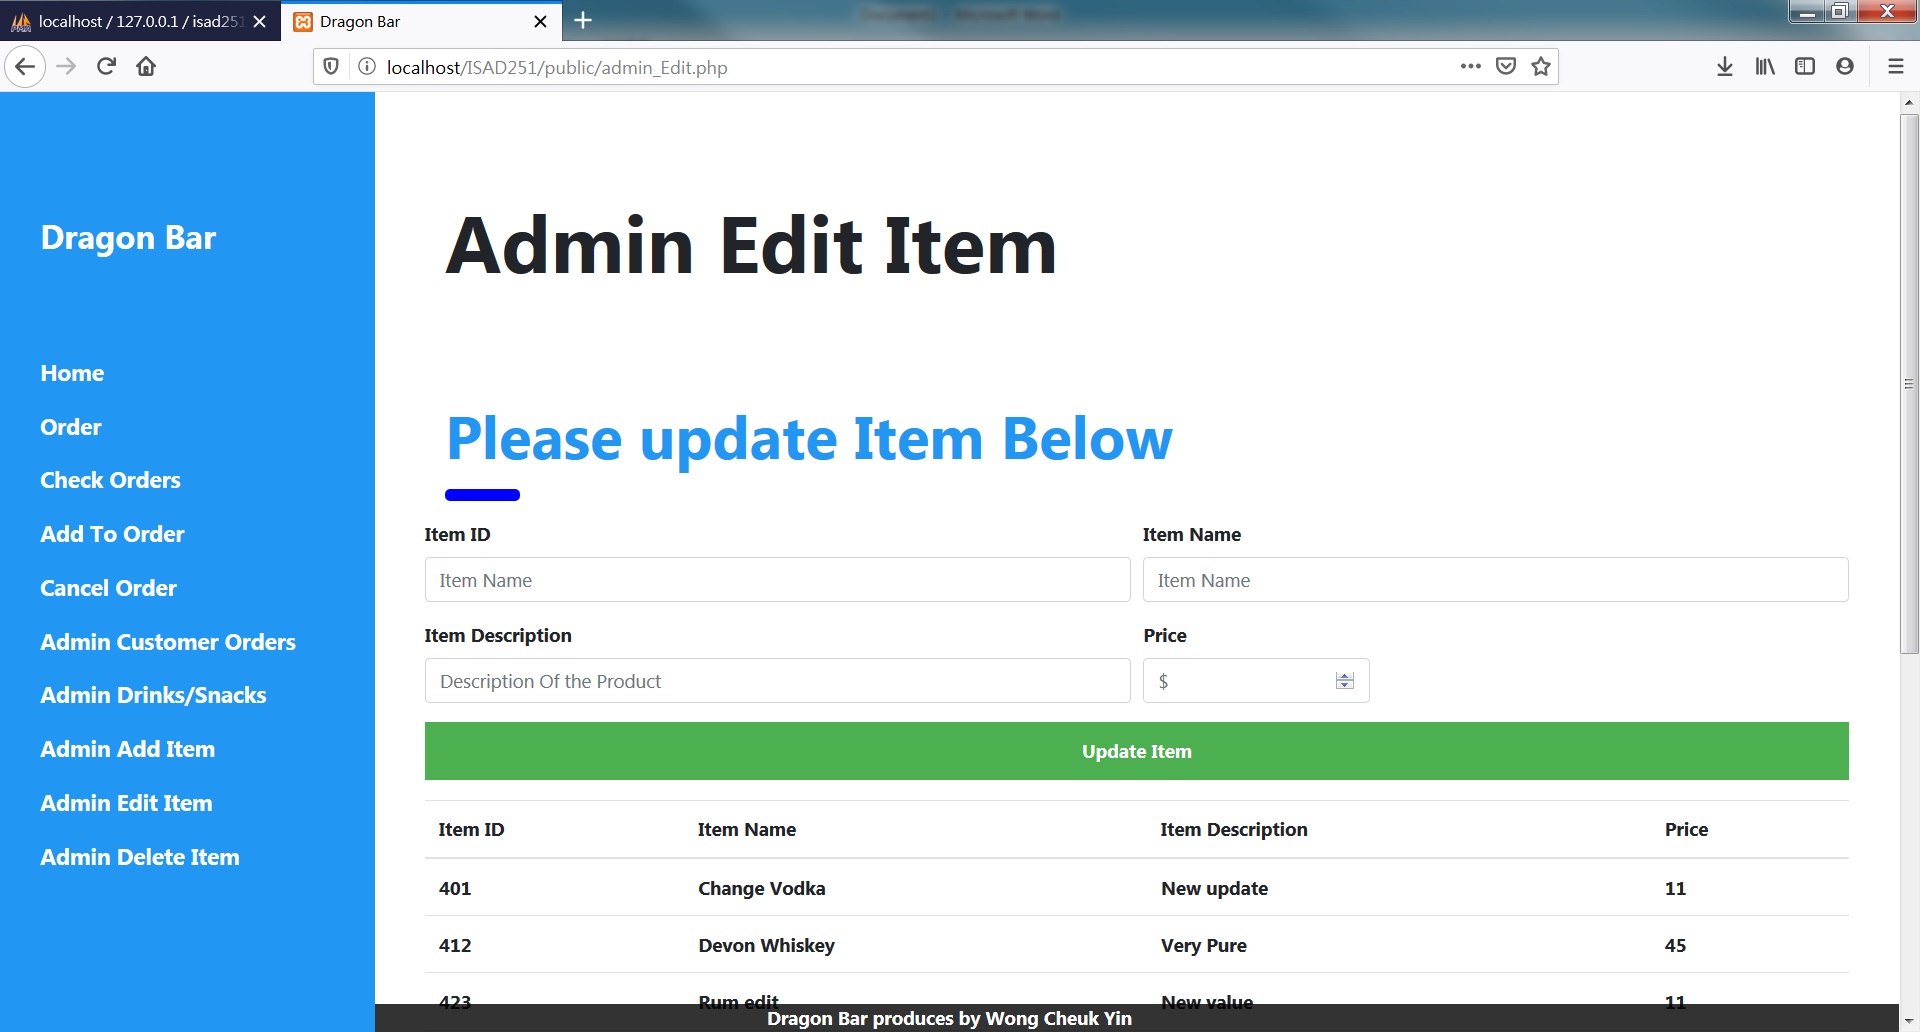 Document1 - Microsoft Word
localhost / 127.0.0.1 / isad251
Dragon Bar
localhost/ISAD251/public/admin_Edit.php
Dragon Bar
Home
Order
Check Orders
Add To Order
Cancel Order
Admin Customer Orders
Admin Drinks/Snacks
Admin Add Item
Admin Edit Item
Admin Delete Item
Admin Edit Item
Please update Item Below
Item ID Item Name
Item Name Item Name
Item Description Price
Description Of the Product $
Update Item
Item ID Item Name Item Description Price
401 Change Vodka New update 11
412 Devon Whiskey Very Pure 45
423 Rum edit New value 11
Dragon Bar produces by Wong Cheuk Yin